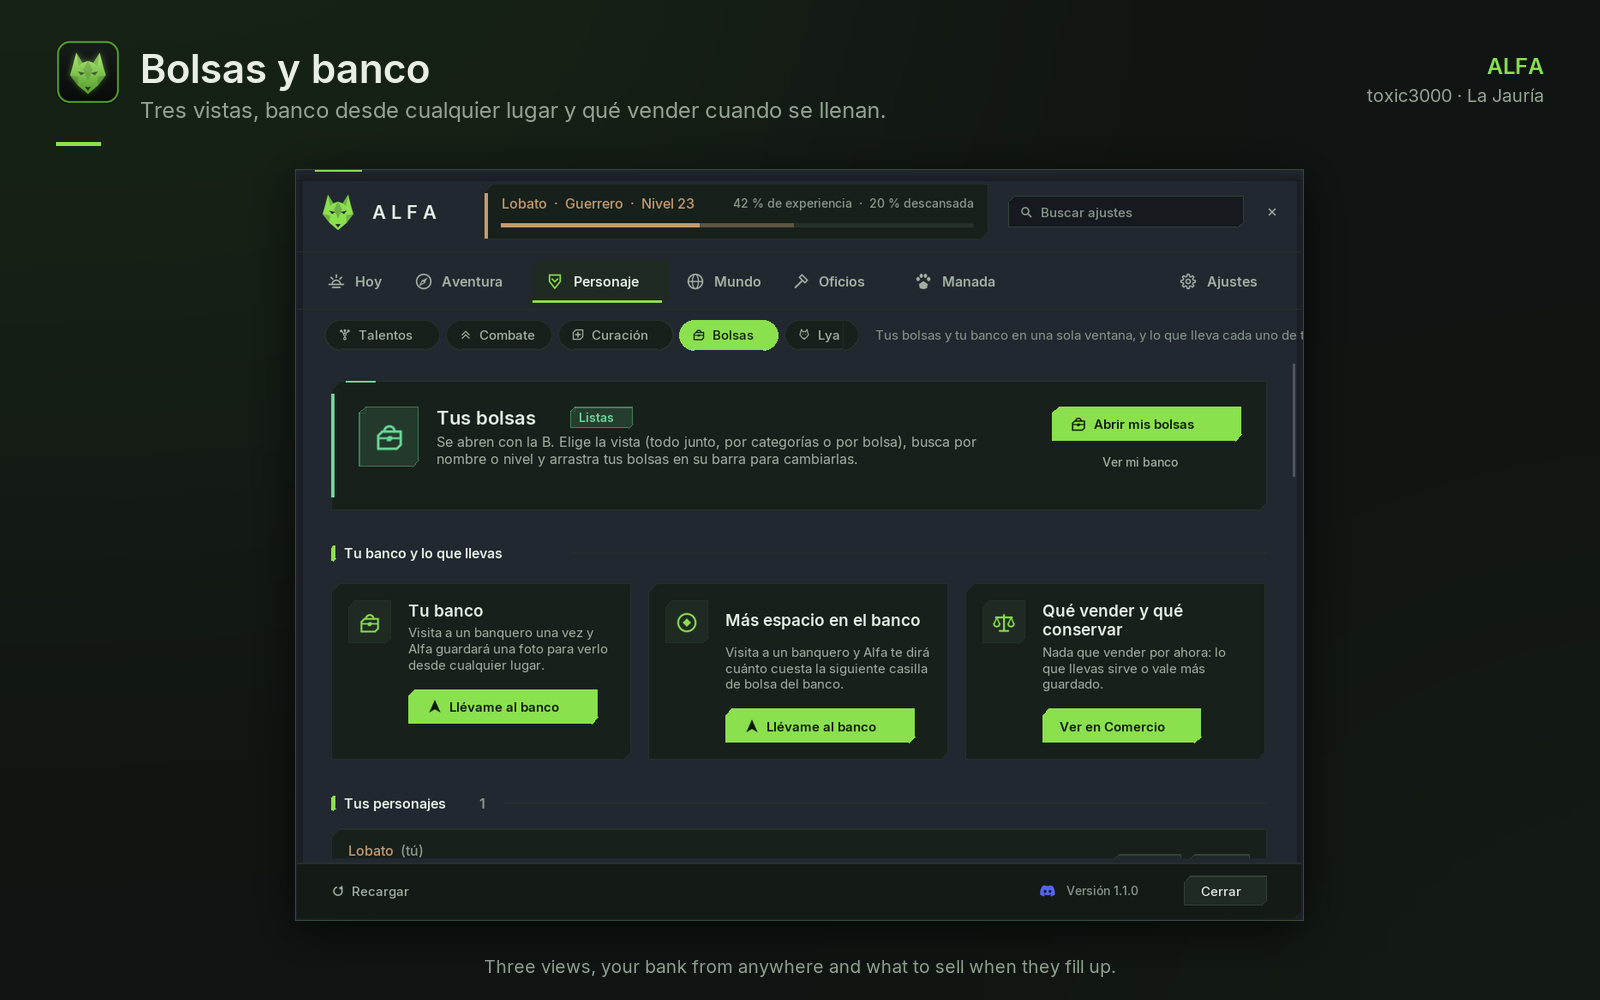 Bolsas y banco
Tres vistas, banco desde cualquier lugar y qué vender cuando se llenan.
ALFA
toxic3000 · La Jauría
ALFA
Lobato · Guerrero · Nivel 23
42 % de experiencia · 20 % descansada
Buscar ajustes
Hoy
Aventura
Personaje
Mundo
Oficios
Manada
Ajustes
Talentos
Combate
Curación
Bolsas
Lya
Tus bolsas y tu banco en una sola ventana, y lo que lleva cada uno de t
Tus bolsas
Listas
Se abren con la B. Elige la vista (todo junto, por categorías o por bolsa), busca por
nombre o nivel y arrastra tus bolsas en su barra para cambiarlas.
Abrir mis bolsas
Ver mi banco
Tu banco y lo que llevas
Tu banco
Visita a un banquero una vez y
Alfa guardará una foto para verlo
desde cualquier lugar.
Llévame al banco
Más espacio en el banco
Visita a un banquero y Alfa te dirá
cuánto cuesta la siguiente casilla
de bolsa del banco.
Llévame al banco
Qué vender y qué
conservar
Nada que vender por ahora: lo
que llevas sirve o vale más
guardado.
Ver en Comercio
Tus personajes 1
Lobato (tú)
Recargar
Versión 1.1.0
Cerrar
Three views, your bank from anywhere and what to sell when they fill up.